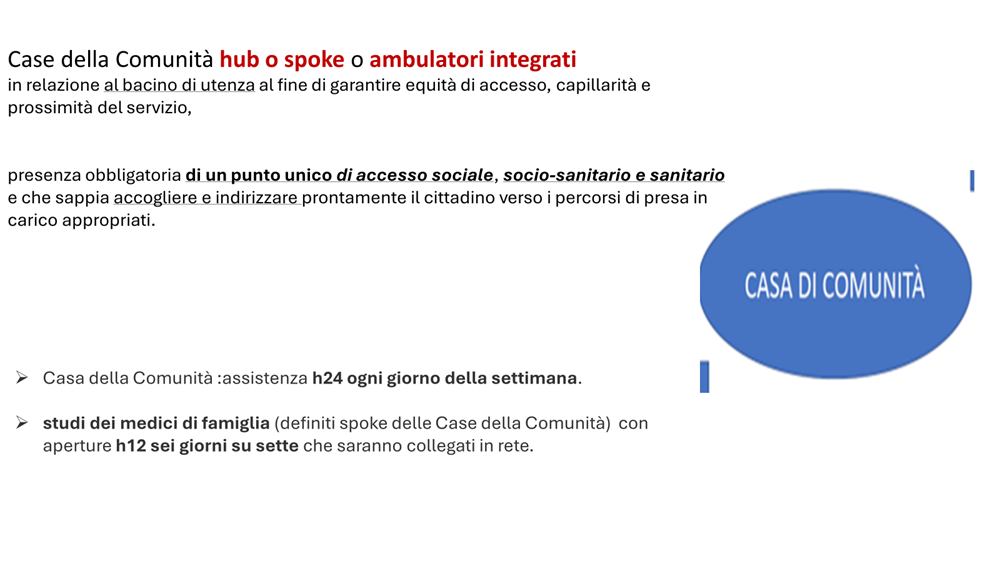 Case della Comunità hub o spoke o ambulatori integrati
in relazione al bacino di utenza al fine di garantire equità di accesso, capillarità e
prossimità del servizio,
presenza obbligatoria di un punto unico di accesso sociale, socio-sanitario e sanitario
e che sappia accogliere e indirizzare prontamente il cittadino verso i percorsi di presa in
carico appropriati.
CASA DI COMUNITÀ
➢ Casa della Comunità :assistenza h24 ogni giorno della settimana.
➢ studi dei medici di famiglia (definiti spoke delle Case della Comunità) con
aperture h12 sei giorni su sette che saranno collegati in rete.